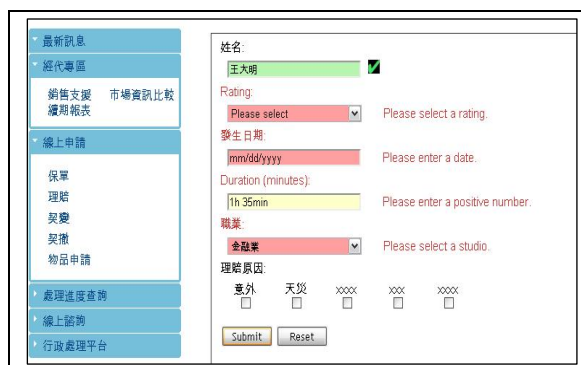 最新訊息
經代專區
銷售支援 市場資訊比較
續期報表
線上申請
保單
理賠
契變
契撤
物品申請
處理進度查詢
線上諮詢
行政處理平台
姓名:
王大明
Rating:
Please select Please select a rating.
發生日期:
mm/dd/yyyy Please enter a date.
Duration (minutes):
1h 35min Please enter a positive number.
職業:
金融業 Please select a studio.
理賠原因:
意外 天災 xxxx xxx xxxx
Submit Reset